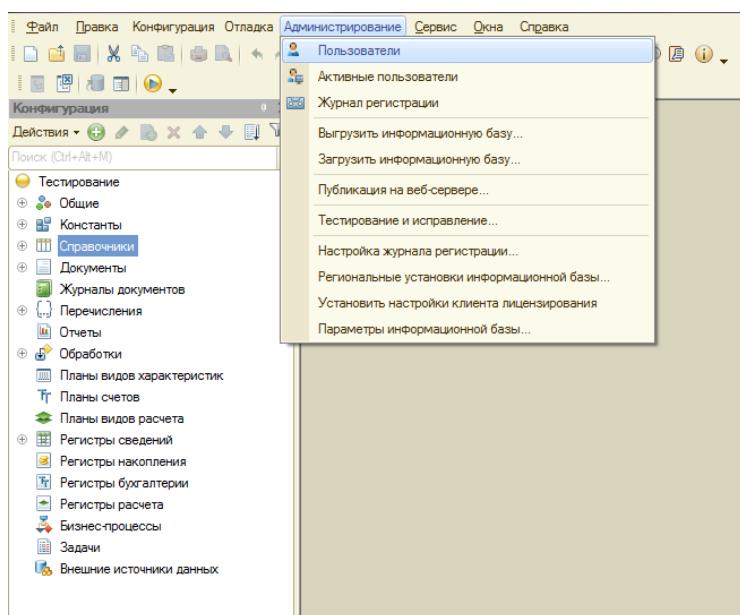 Файл Правка Конфигурация Отладка Администрирование Сервис Окна Справка
Пользователи
Активные пользователи
Журнал регистрации
Выгрузить информационную базу...
Загрузить информационную базу...
Публикация на веб-сервере...
Тестирование и исправление...
Настройка журнала регистрации...
Региональные установки информационной базы...
Установить настройки клиента лицензирования
Параметры информационной базы...
Конфигурация
Действия
Поиск (Ctrl+Alt+M)
Тестирование
Общие
Константы
Справочники
Документы
Журналы документов
Перечисления
Отчеты
Обработки
Планы видов характеристик
Планы счетов
Планы видов расчета
Регистры сведений
Регистры накопления
Регистры бухгалтерии
Регистры расчета
Бизнес-процессы
Задачи
Внешние источники данных